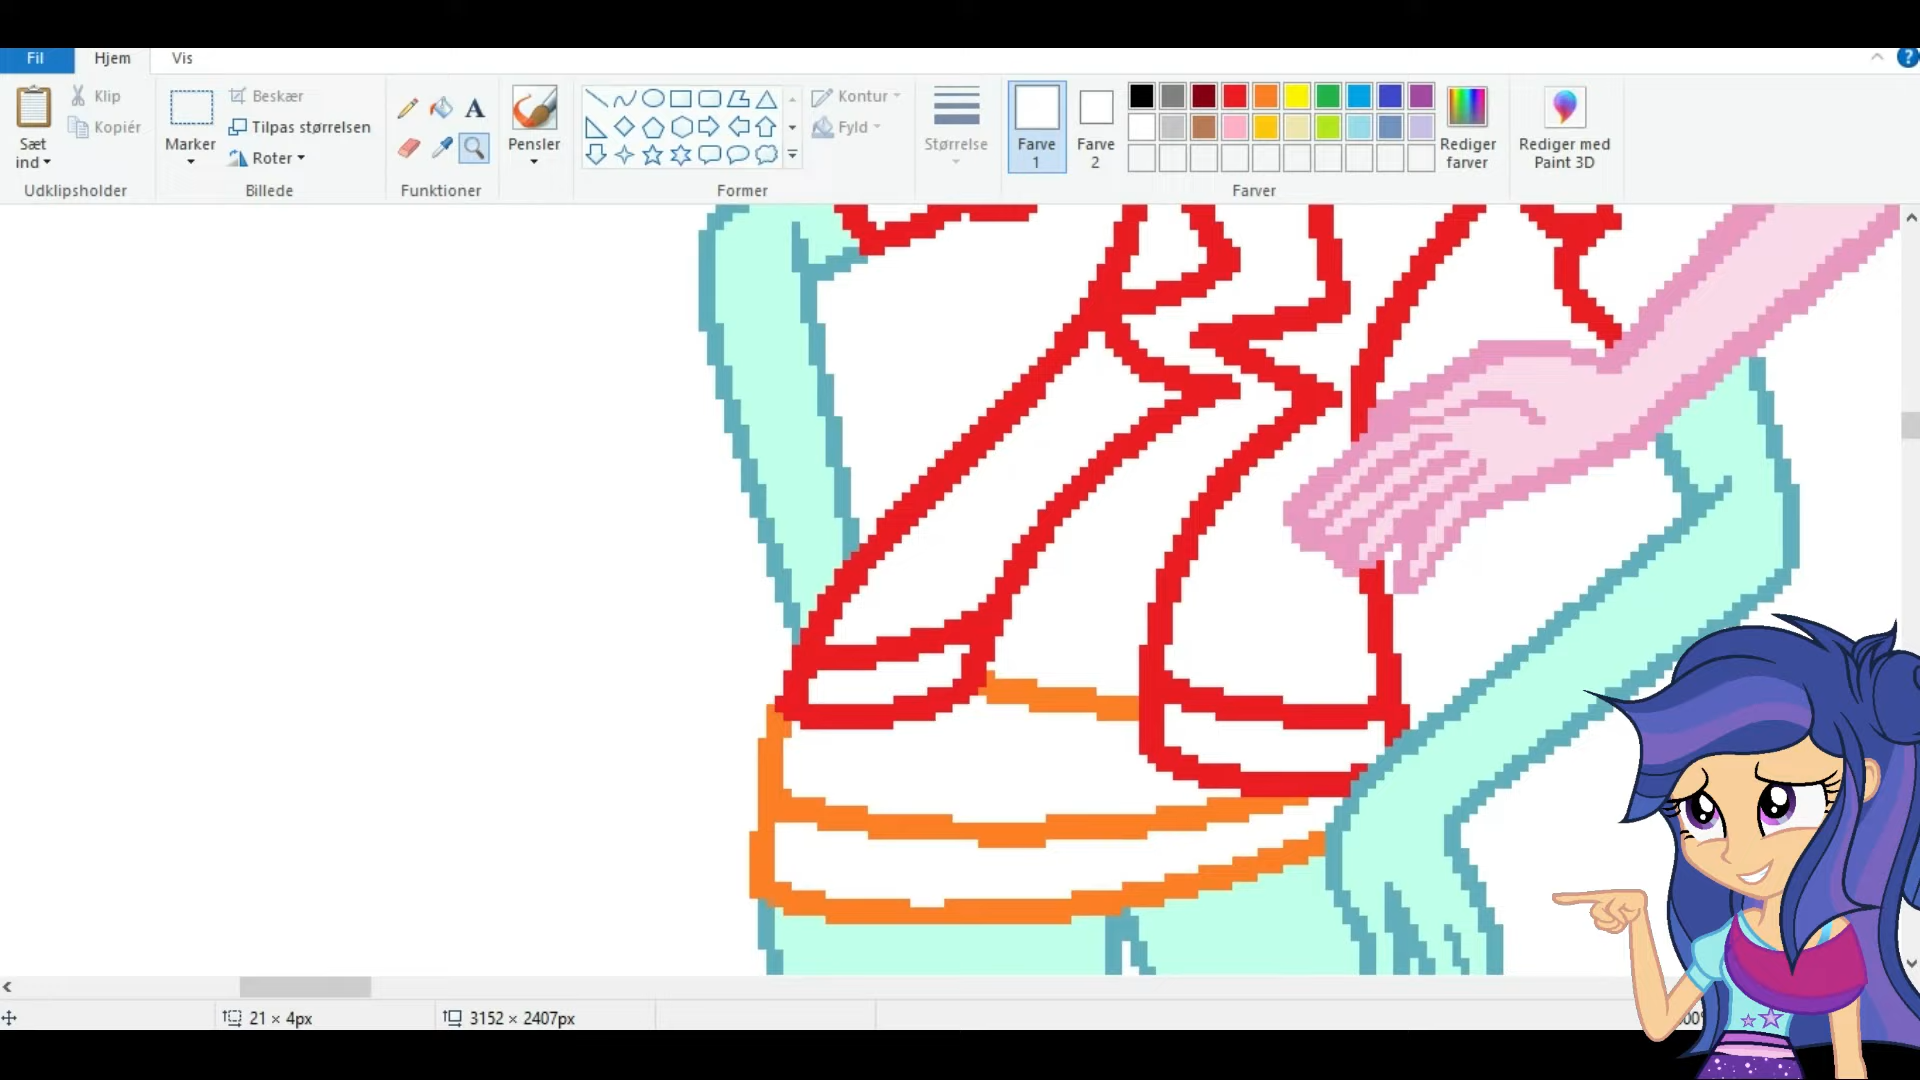 Fil Hjem Vis
Klip
Kopiér
Sæt
ind
Udklipsholder
Marker
Beskær
Tilpas størrelsen
Roter
Billede
A
Funktioner
Pensler
Former
Kontur
Fyld
Størrelse
Farve
1
Farve
2
Farver
Rediger
farver
Rediger med
Paint 3D
?
21 × 4px
3152 × 2407px